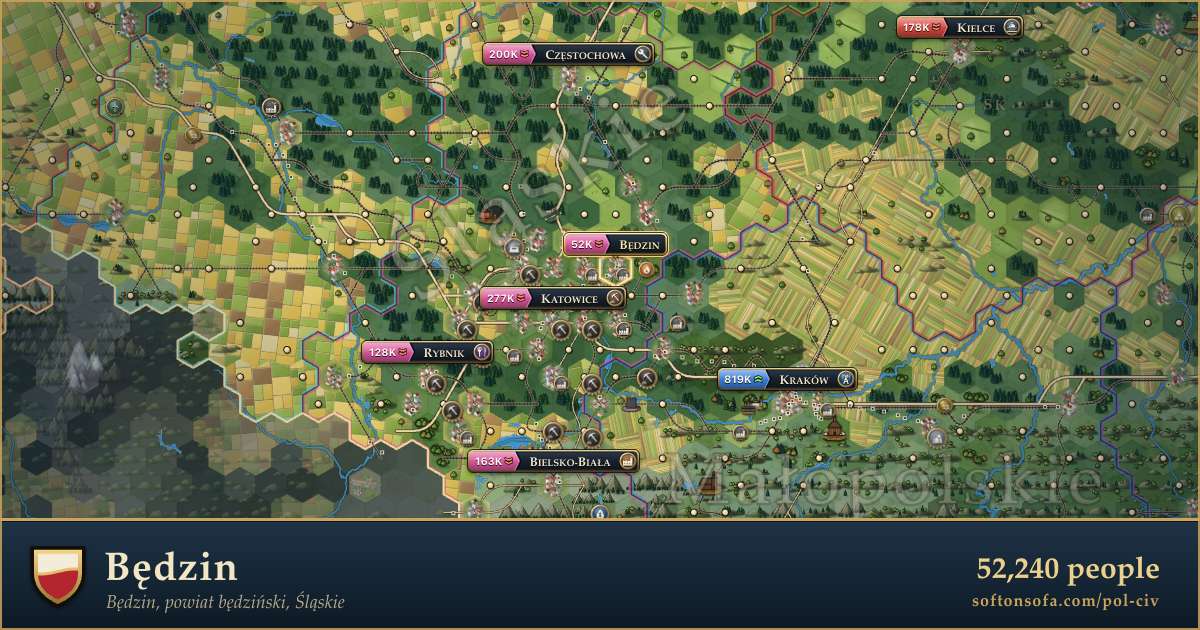 178K KIELCE
200K CZĘSTOCHOWA
SK
Śląskie
52K BĘDZIN
277K KATOWICE
128K RYBNIK
819K KRAKÓW
163K BIELSKO-BIAŁA
Małopolskie
Będzin
Będzin, powiat będziński, Śląskie
52,240 people
softonsofa.com/pol-civ